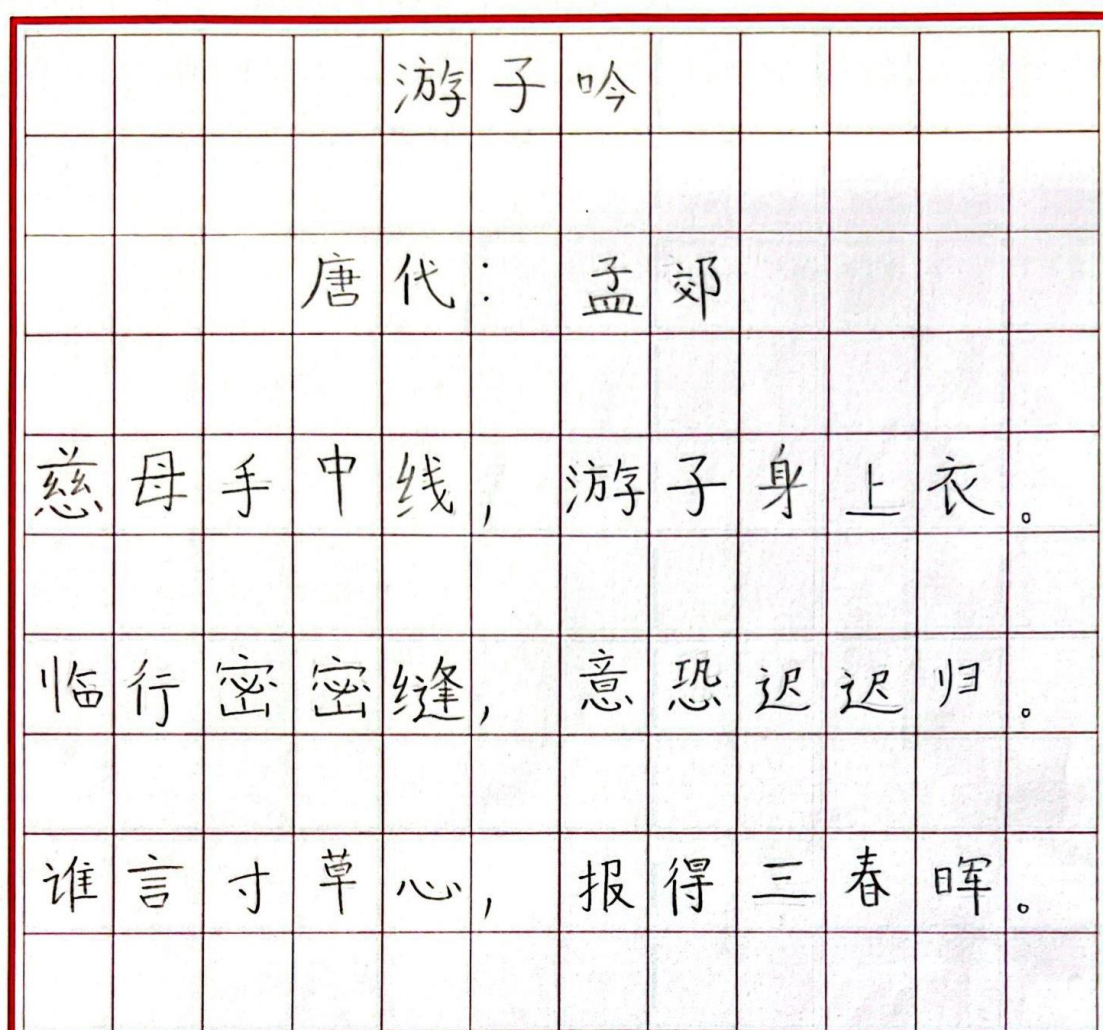 游子吟
唐代：孟郊
慈母手中线，游子身上衣。
临行密密缝，意恐迟迟归。
谁言寸草心，报得三春晖。